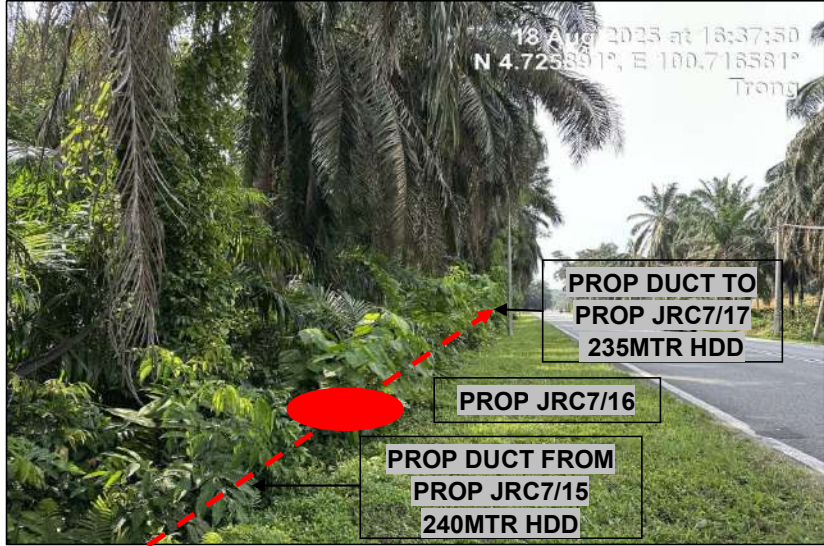 18 Aug 2025 at 16:37:50
N 4.725891°, E 100.716581°
Trong
PROP DUCT TO
PROP JRC7/17
235MTR HDD
PROP JRC7/16
PROP DUCT FROM
PROP JRC7/15
240MTR HDD